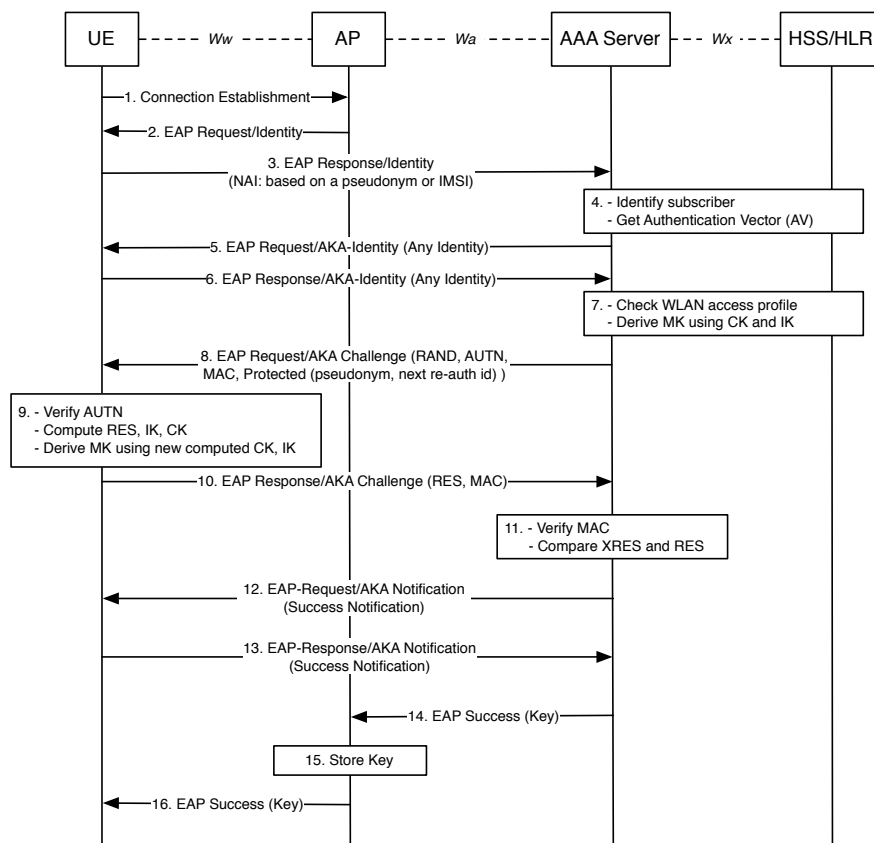 UE
Ww
AP
Wa
AAA Server
Wx
HSS/HLR
1. Connection Establishment
2. EAP Request/Identity
3. EAP Response/Identity
(NAI: based on a pseudonym or IMSI)
4. - Identify subscriber
- Get Authentication Vector (AV)
5. EAP Request/AKA-Identity (Any Identity)
6. EAP Response/AKA-Identity (Any Identity)
7. - Check WLAN access profile
- Derive MK using CK and IK
8. EAP Request/AKA Challenge (RAND, AUTN,
MAC, Protected (pseudonym, next re-auth id) )
9. - Verify AUTN
- Compute RES, IK, CK
- Derive MK using new computed CK, IK
10. EAP Response/AKA Challenge (RES, MAC)
11. - Verify MAC
- Compare XRES and RES
12. EAP-Request/AKA Notification
(Success Notification)
13. EAP-Response/AKA Notification
(Success Notification)
14. EAP Success (Key)
15. Store Key
16. EAP Success (Key)